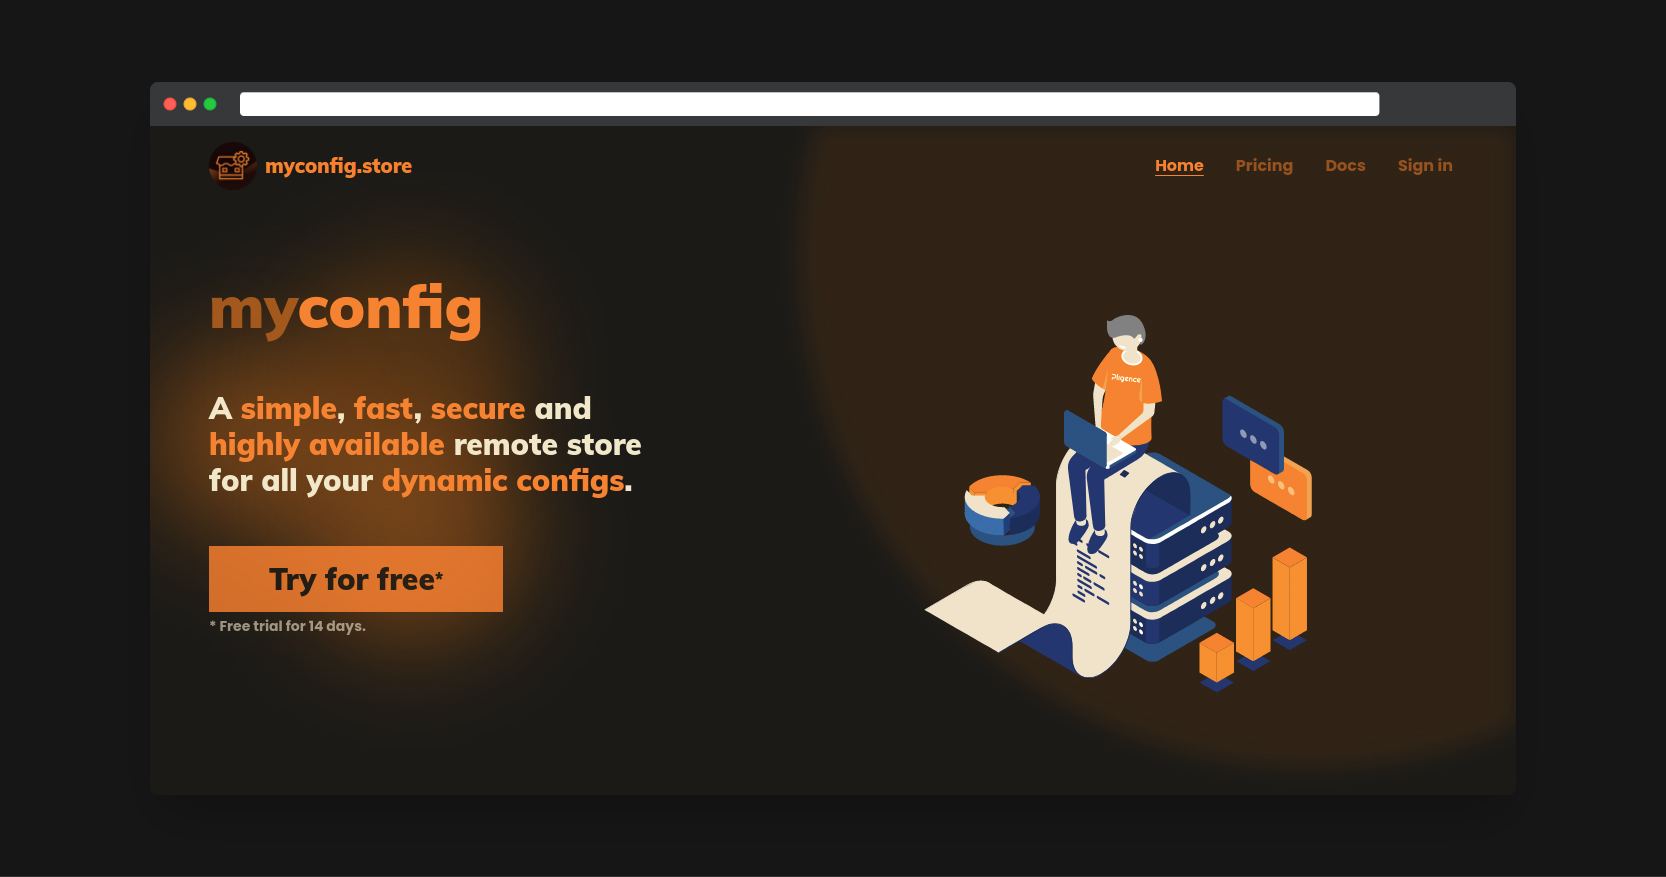 myconfig.store
Home Pricing Docs Sign in
myconfig
A simple, fast, secure and
highly available remote store
for all your dynamic configs.
Try for free*
* Free trial for 14 days.
Pligence